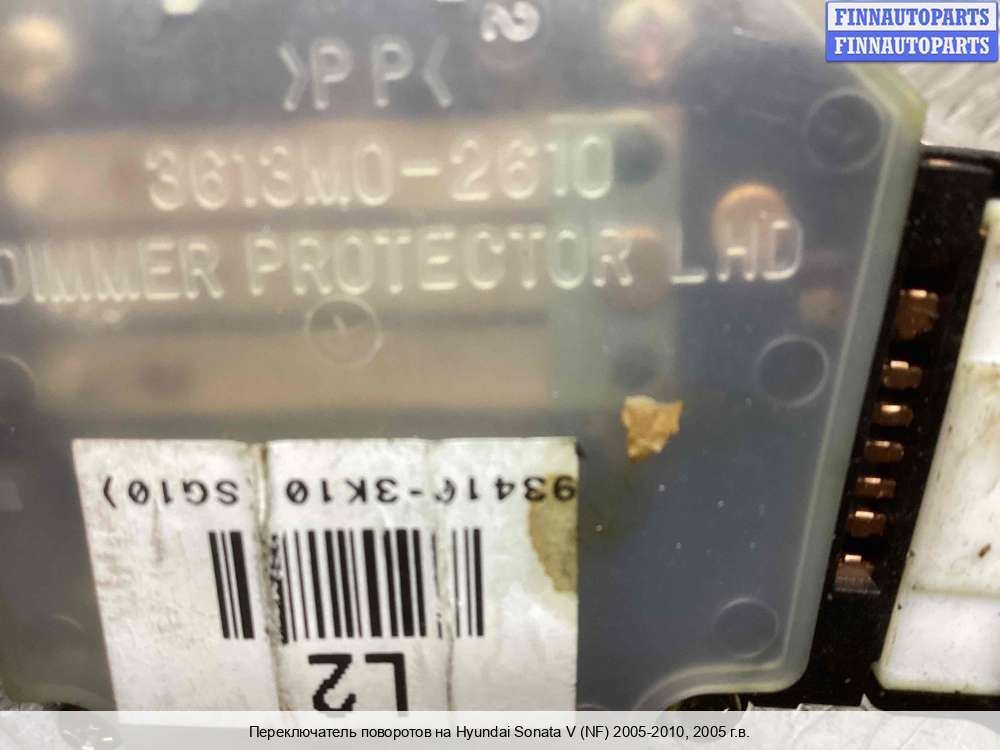 FINNAUTOPARTS
FINNAUTOPARTS
2
>PP<
3613M0-2610
DIMMER PROTECTOR LHD
93410-3K10 SG10)
L2
Переключатель поворотов на Hyundai Sonata V (NF) 2005-2010, 2005 г.в.